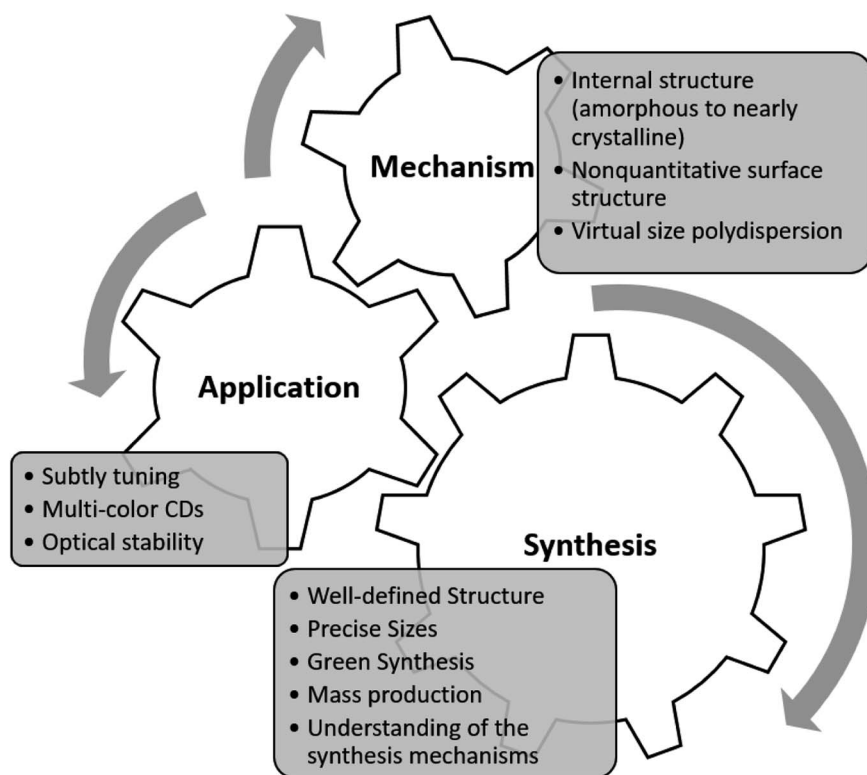 Mechanism
• Internal structure
(amorphous to nearly
crystalline)
• Nonquantitative surface
structure
• Virtual size polydispersion
Application
• Subtly tuning
• Multi-color CDs
• Optical stability
Synthesis
• Well-defined Structure
• Precise Sizes
• Green Synthesis
• Mass production
• Understanding of the
synthesis mechanisms